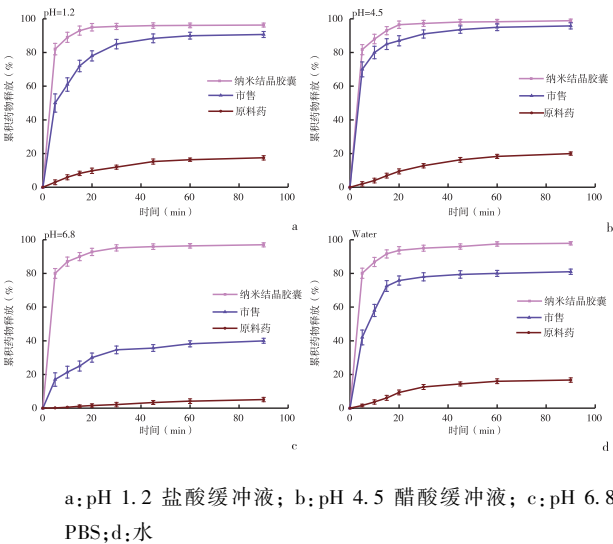 pH=1.2
100
80
60
40
20
0
累积药物释放（%）
纳米结晶胶囊
市售
原料药
0 20 40 60 80 100
时间（min）
a
pH=4.5
100
80
60
40
20
0
累积药物释放（%）
纳米结晶胶囊
市售
原料药
0 20 40 60 80 100
时间（min）
b
pH=6.8
100
80
60
40
20
0
累积药物释放（%）
纳米结晶胶囊
市售
原料药
0 20 40 60 80 100
时间（min）
c
Water
100
80
60
40
20
0
累积药物释放（%）
纳米结晶胶囊
市售
原料药
0 20 40 60 80 100
时间（min）
d
a:pH 1.2 盐酸缓冲液; b:pH 4.5 醋酸缓冲液; c:pH 6.8
PBS;d:水